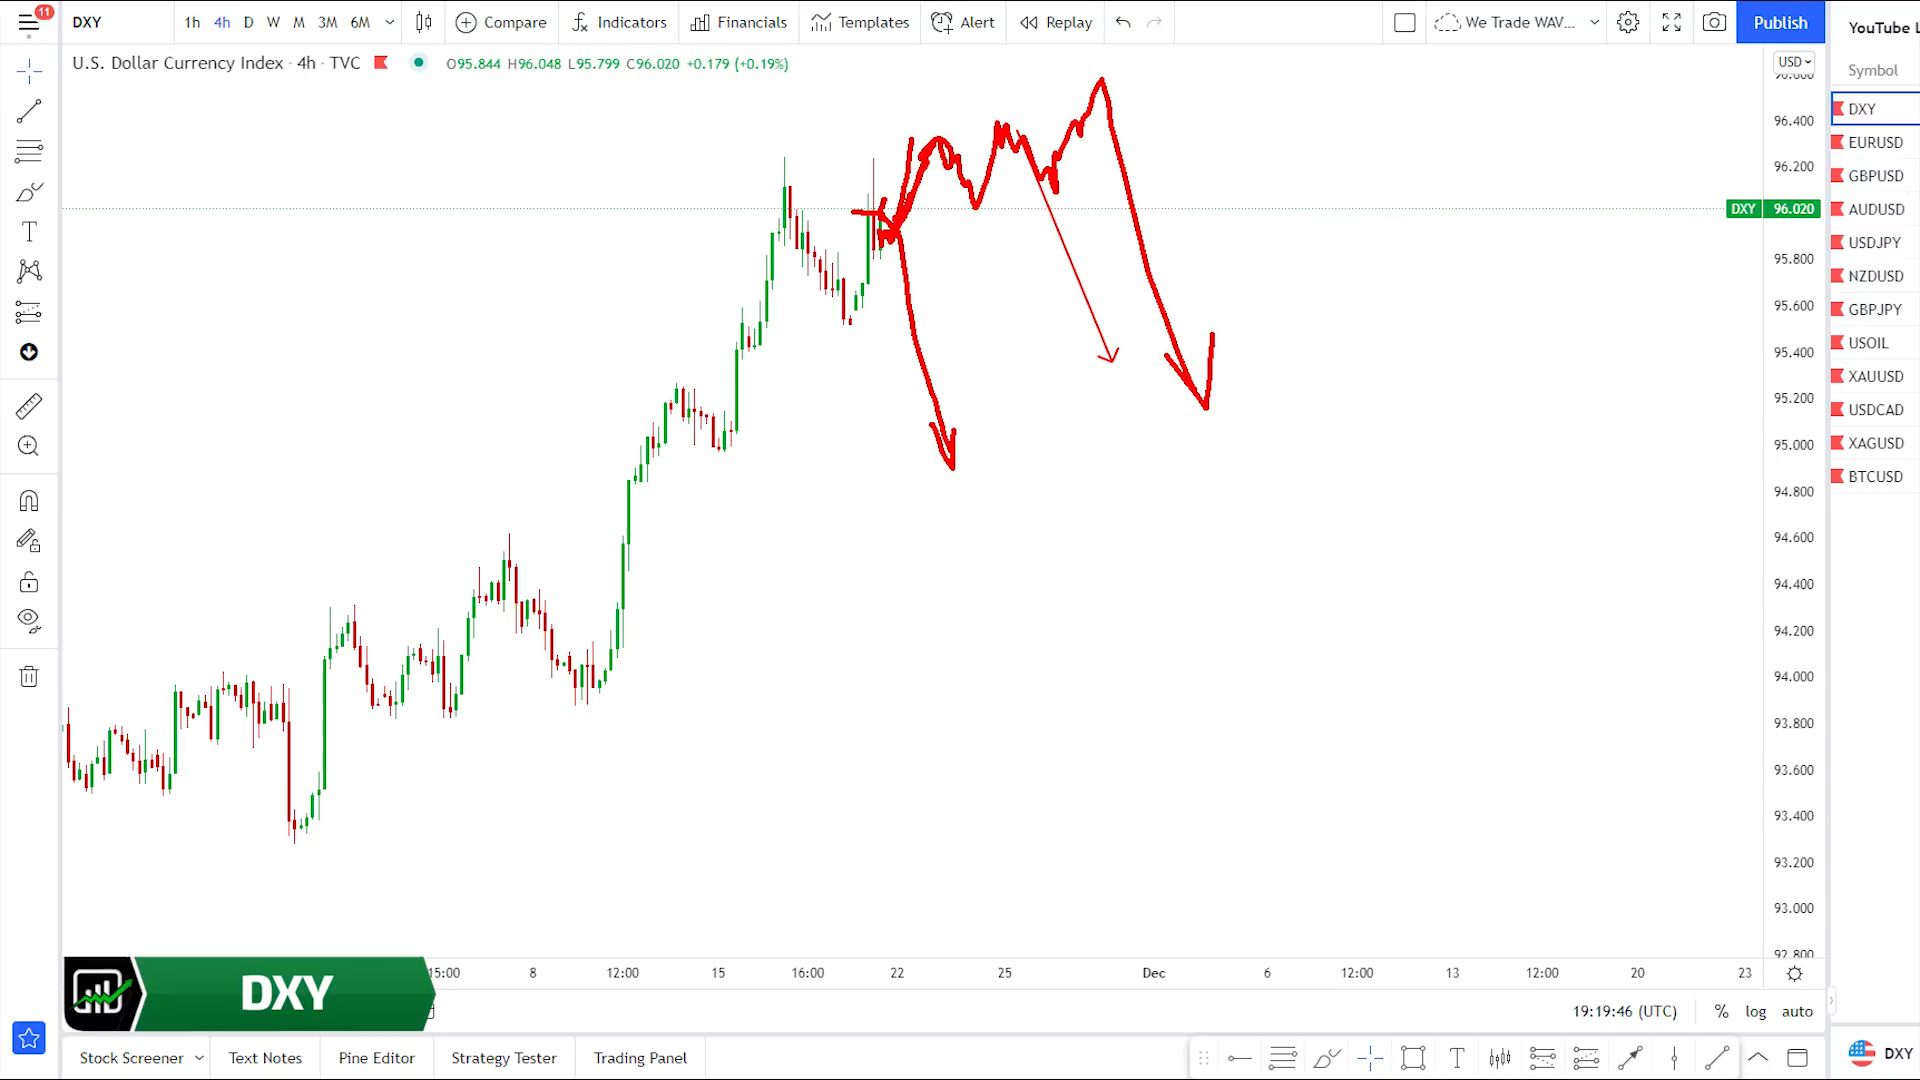 11
DXY
1h 4h D W M 3M 6M
Compare
Indicators
Financials
Templates
Alert
Replay
We Trade WAV...
Publish
YouTube L
U.S. Dollar Currency Index · 4h · TVC
O95.844 H96.048 L95.799 C96.020 +0.179 (+0.19%)
USD
Symbol
DXY
EURUSD
GBPUSD
AUDUSD
USDJPY
NZDUSD
GBPJPY
USOIL
XAUUSD
USDCAD
XAGUSD
BTCUSD
96.600
96.400
96.200
DXY 96.020
95.800
95.600
95.400
95.200
95.000
94.800
94.600
94.400
94.200
94.000
93.800
93.600
93.400
93.200
93.000
92.800
15:00 8 12:00 15 16:00 22 25 Dec 6 12:00 13 12:00 20 23
DXY
19:19:46 (UTC) % log auto
Stock Screener
Text Notes
Pine Editor
Strategy Tester
Trading Panel
DXY